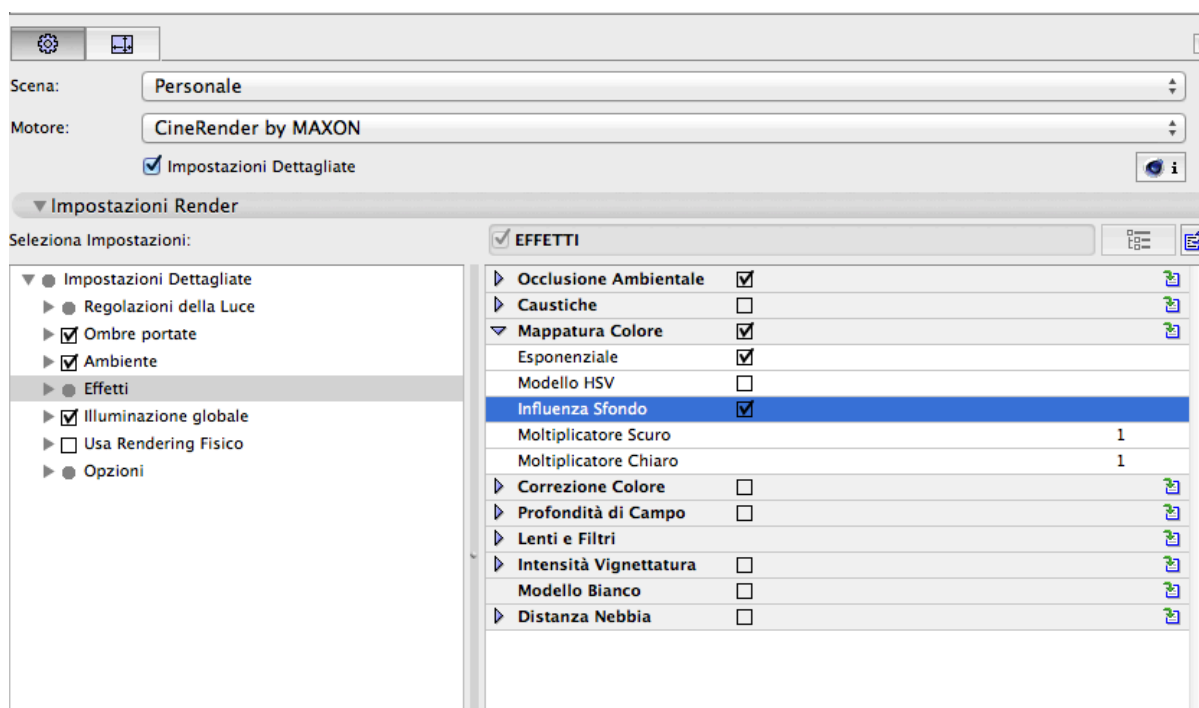 Scena: Personale
Motore: CineRender by MAXON
Impostazioni Dettagliate
i
Impostazioni Render
Seleziona Impostazioni:
EFFETTI
Impostazioni Dettagliate
Regolazioni della Luce
Ombre portate
Ambiente
Effetti
Illuminazione globale
Usa Rendering Fisico
Opzioni
Occlusione Ambientale
Caustiche
Mappatura Colore
Esponenziale
Modello HSV
Influenza Sfondo
Moltiplicatore Scuro 1
Moltiplicatore Chiaro 1
Correzione Colore
Profondità di Campo
Lenti e Filtri
Intensità Vignettatura
Modello Bianco
Distanza Nebbia